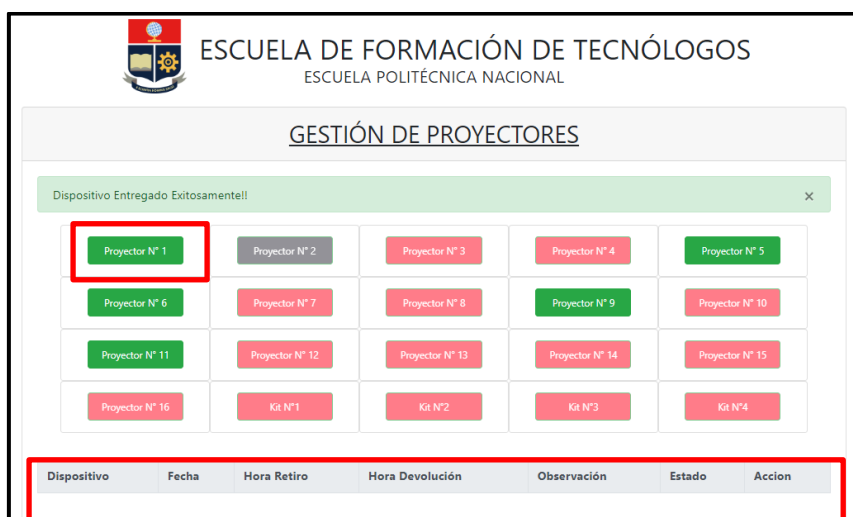 ESCUELA DE FORMACIÓN DE TECNÓLOGOS
ESCUELA POLITÉCNICA NACIONAL
GESTIÓN DE PROYECTORES
Dispositivo Entregado Exitosamente!! ×
Proyector N° 1 Proyector N° 2 Proyector N° 3 Proyector N° 4 Proyector N° 5
Proyector N° 6 Proyector N° 7 Proyector N° 8 Proyector N° 9 Proyector N° 10
Proyector N° 11 Proyector N° 12 Proyector N° 13 Proyector N° 14 Proyector N° 15
Proyector N° 16 Kit N°1 Kit N°2 Kit N°3 Kit N°4
Dispositivo Fecha Hora Retiro Hora Devolución Observación Estado Accion